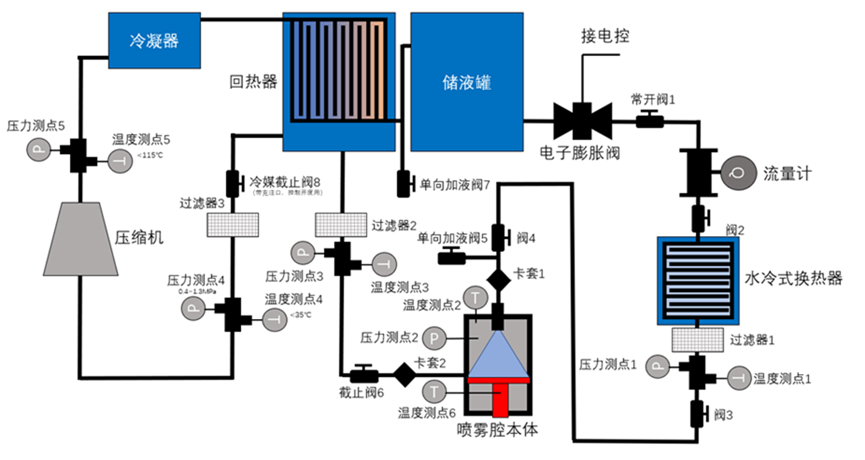 冷凝器
回热器
储液罐
接电控
常开阀1
电子膨胀阀
压力测点5
P
温度测点5
<115℃
T
流量计
Q
冷媒截止阀8
(带充注口、控制开度用)
单向加液阀7
过滤器3
过滤器2
压缩机
单向加液阀5
阀4
阀2
压力测点4
0.4~1.3MPa
P
温度测点4
<35℃
T
压力测点3
P
温度测点3
T
卡套1
温度测点2
T
水冷式换热器
压力测点2
P
过滤器1
卡套2
压力测点1
P
温度测点1
T
截止阀6
温度测点6
T
阀3
喷雾腔本体